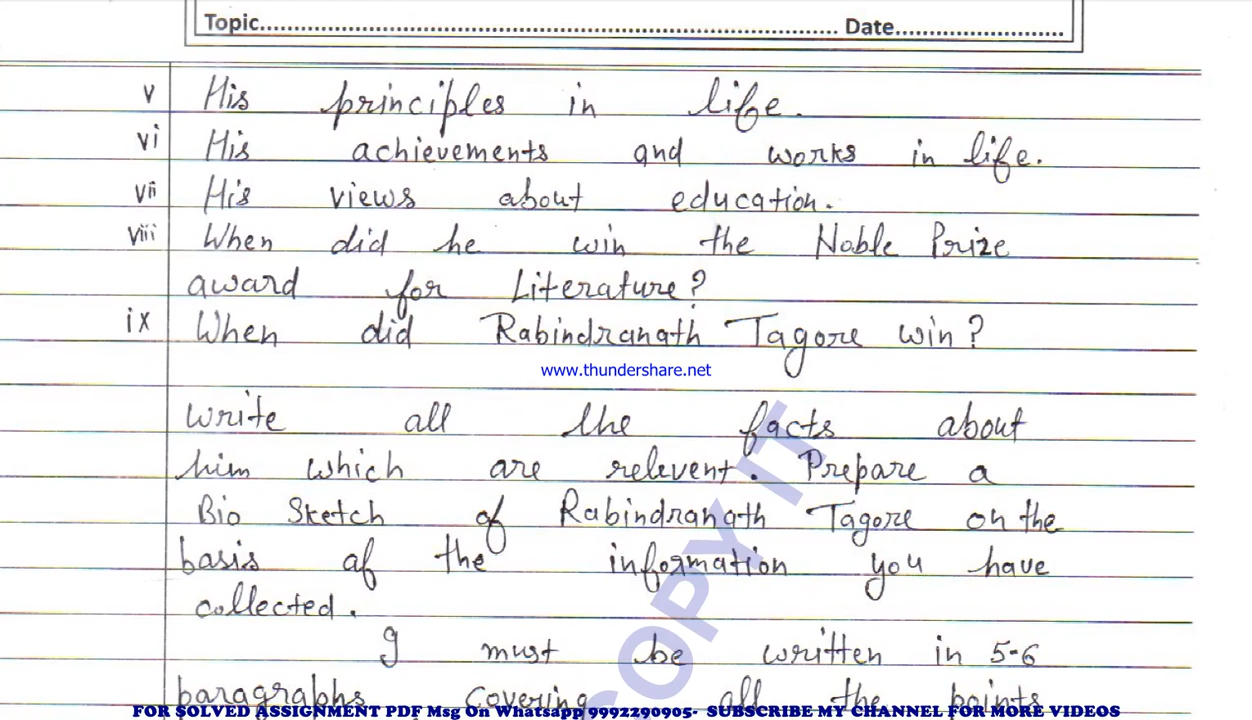 Topic................................ Date........................
v His principles in life.
vi His achievements and works in life.
vii His views about education.
viii When did he win the Noble Prize
award for Literature?
ix When did Rabindranath Tagore win?
www.thundershare.net
Write all the facts about
him which are relevent. Prepare a
Bio Sketch of Rabindranath Tagore on the
basis of the information you have
collected.
I must be written in 5-6
paragraphs covering all the points
COPY IT
FOR SOLVED ASSIGNMENT PDF Msg On Whatsapp 9992290905- SUBSCRIBE MY CHANNEL FOR MORE VIDEOS